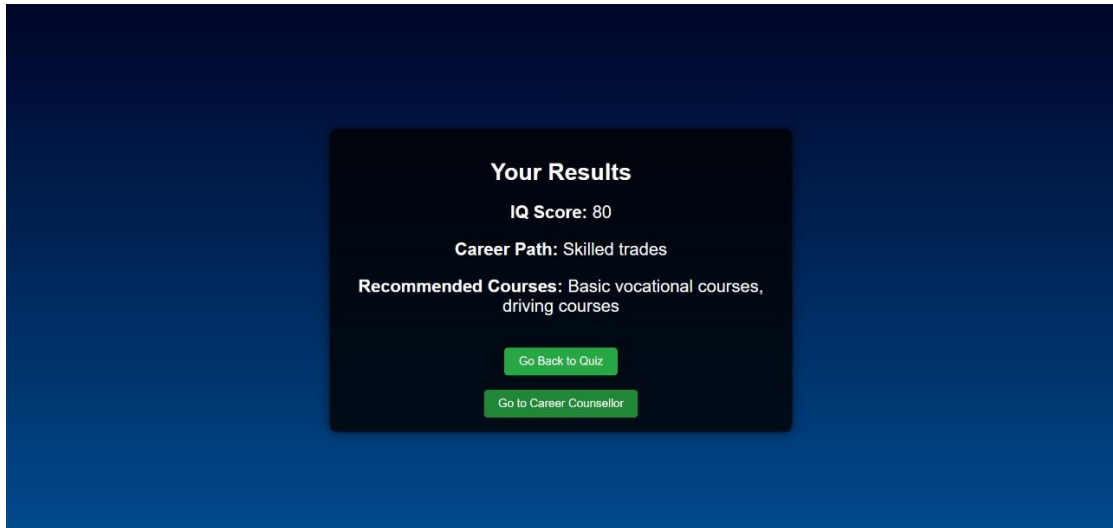 Your Results
IQ Score: 80
Career Path: Skilled trades
Recommended Courses: Basic vocational courses,
driving courses
Go Back to Quiz
Go to Career Counsellor